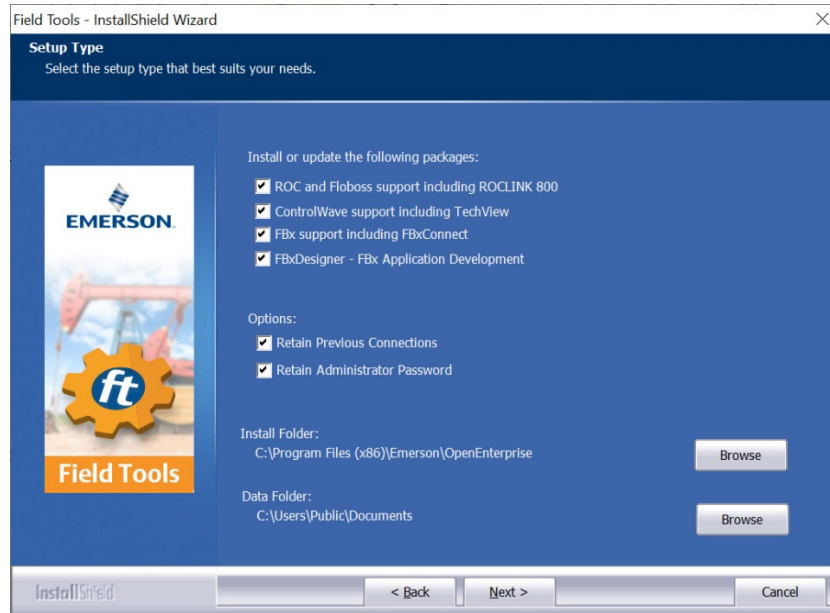 Field Tools - InstallShield Wizard
Setup Type
Select the setup type that best suits your needs.
Install or update the following packages:
ROC and Floboss support including ROCLINK 800
ControlWave support including TechView
FBx support including FBxConnect
FBxDesigner - FBx Application Development
EMERSON.
Options:
Retain Previous Connections
Retain Administrator Password
ft
Field Tools
Install Folder:
C:\Program Files (x86)\Emerson\OpenEnterprise
Browse
Data Folder:
C:\Users\Public\Documents
Browse
InstallShield
< Back
Next >
Cancel